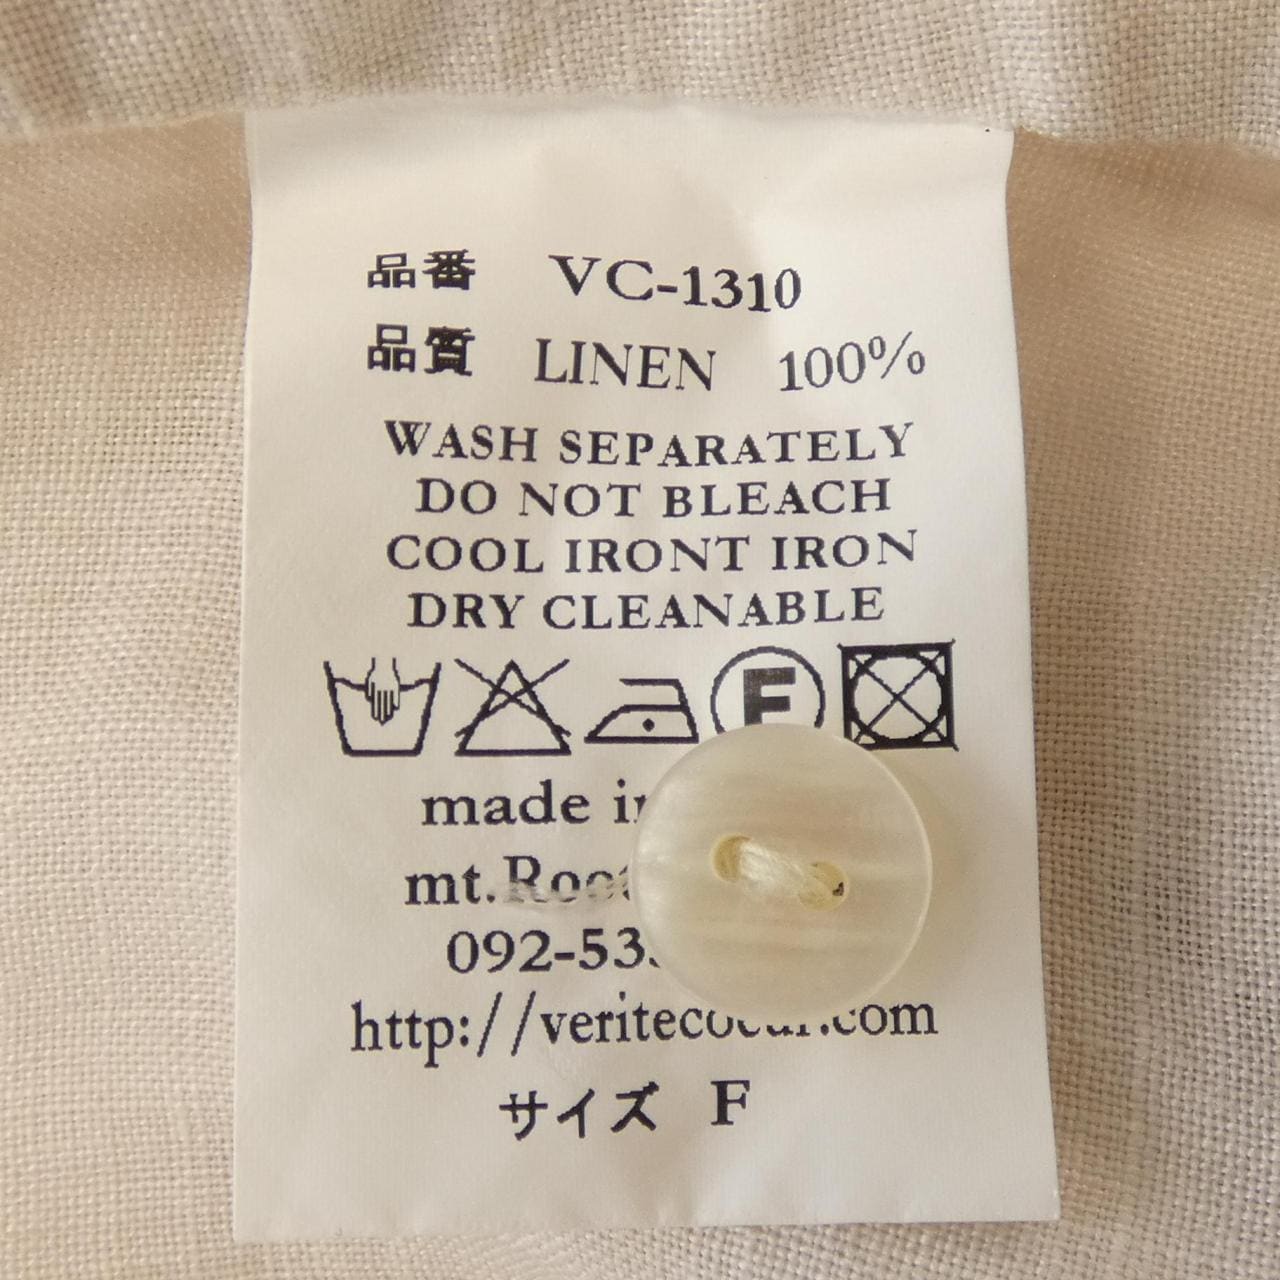 品番 VC-1310
品質 LINEN 100%
WASH SEPARATELY
DO NOT BLEACH
COOL IRONT IRON
DRY CLEANABLE
F
made
mt.
092-53
http://veritecoeur.com
サイズ F